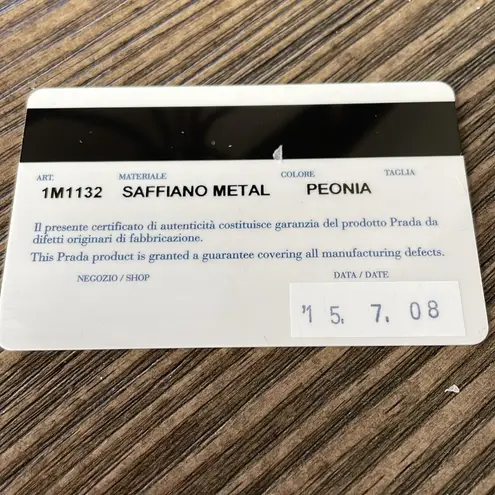 ART. MATERIALE COLORE TAGLIA
1M1132 SAFFIANO METAL PEONIA
Il presente certificato di autenticità costituisce garanzia del prodotto Prada da
difetti originari di fabbricazione.
This Prada product is granted a guarantee covering all manufacturing defects.
NEGOZIO / SHOP DATA / DATE
'15. 7. 08